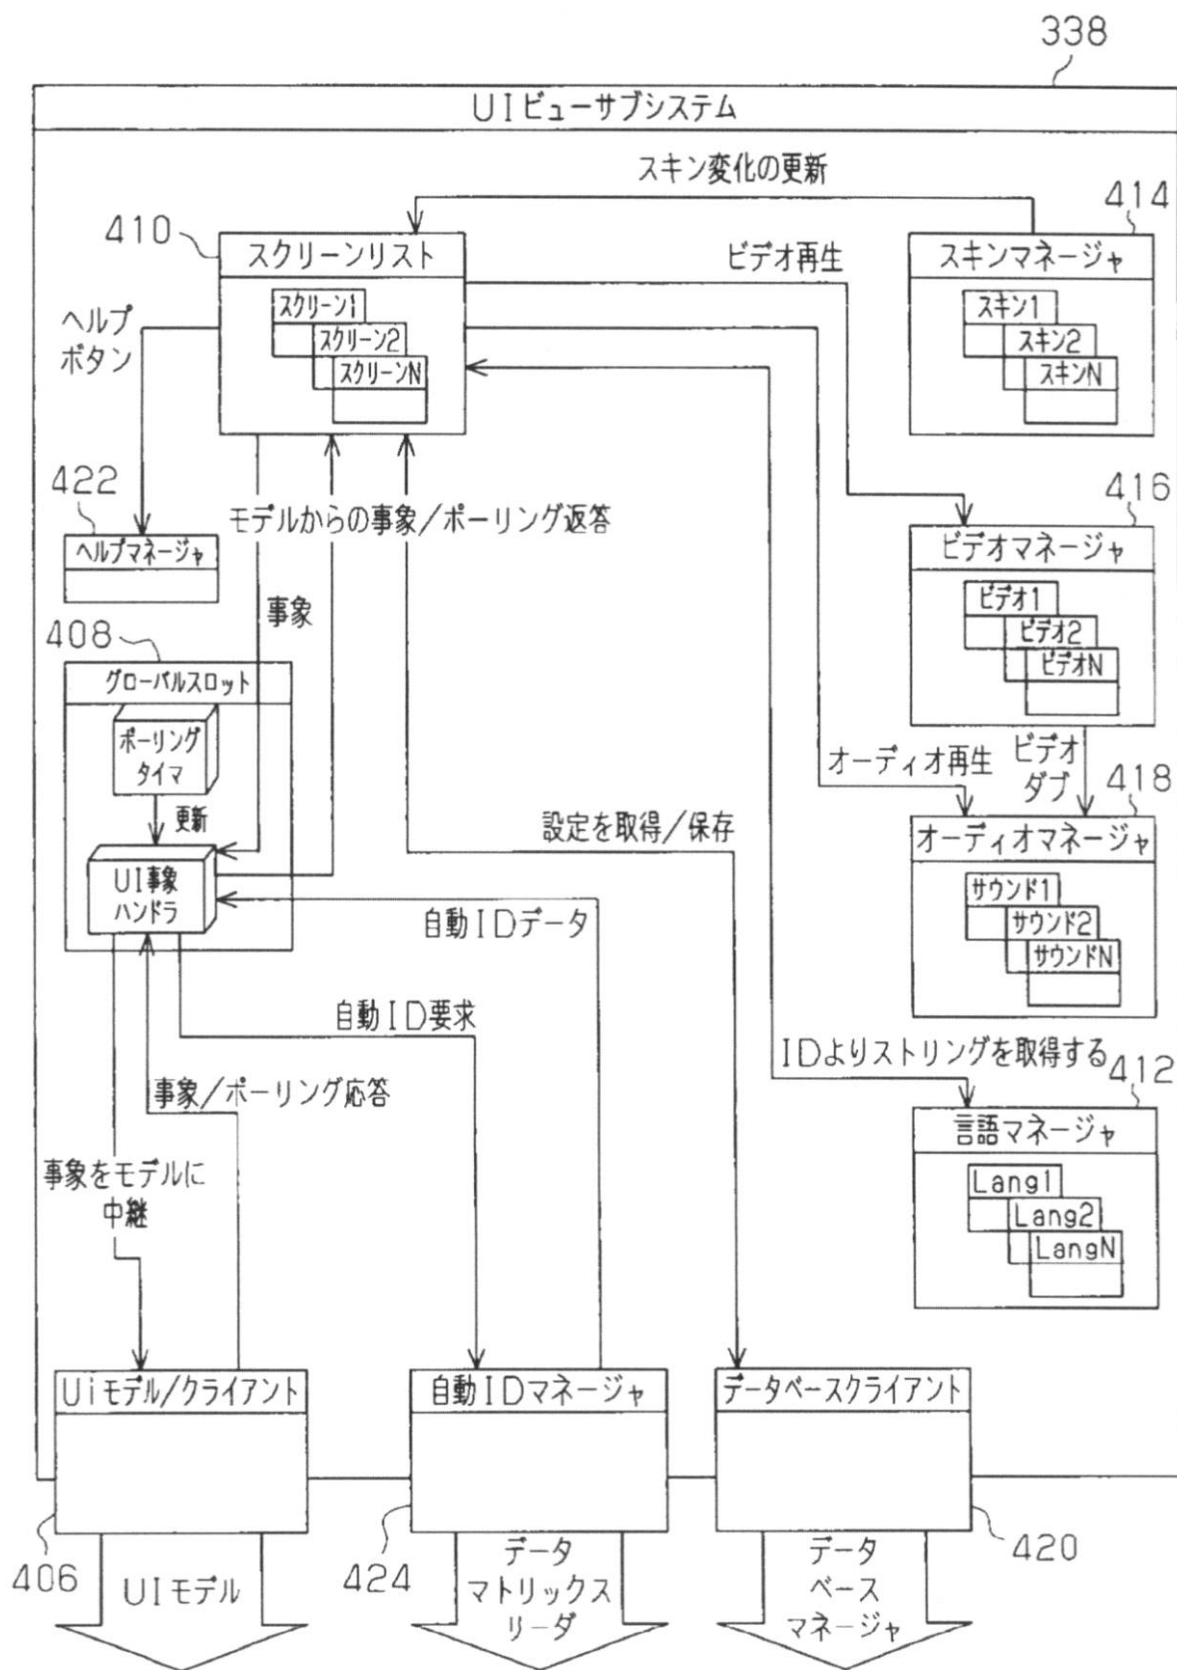 338
UIビューサブシステム
スキン変化の更新
414
410
スクリーンリスト
スクリーン1
スクリーン2
スクリーンN
ビデオ再生
スキンマネージャ
スキン1
スキン2
スキンN
ヘルプ
ボタン
422
ヘルプマネージャ
モデルからの事象/ポーリング返答
416
ビデオマネージャ
ビデオ1
ビデオ2
ビデオN
事象
408
グローバルスロット
ポーリング
タイマ
更新
UI事象
ハンドラ
オーディオ再生
ビデオ
ダブ
418
設定を取得/保存
オーディオマネージャ
サウンド1
サウンド2
サウンドN
自動IDデータ
自動ID要求
IDよりストリングを取得する
412
事象/ポーリング応答
言語マネージャ
Lang1
Lang2
LangN
事象をモデルに
中継
Uiモデル/クライアント
自動IDマネージャ
データベースクライアント
406
424
420
UIモデル
データ
マトリックス
リーダ
データ
ベース
マネージャ